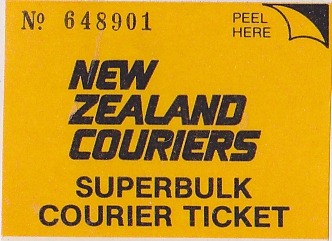 Nº 648901
PEEL
HERE
NEW
ZEALAND
COURIERS
SUPERBULK
COURIER TICKET